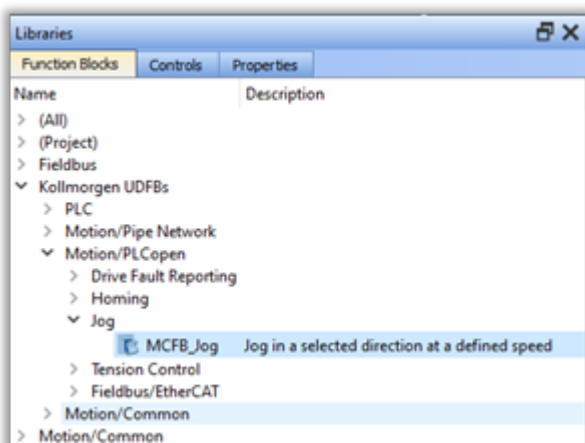 Libraries
Function Blocks Controls Properties
Name Description
(All)
(Project)
Fieldbus
Kollmorgen UDFBs
PLC
Motion/Pipe Network
Motion/PLCopen
Drive Fault Reporting
Homing
Jog
MCFB_Jog Jog in a selected direction at a defined speed
Tension Control
Fieldbus/EtherCAT
Motion/Common
Motion/Common